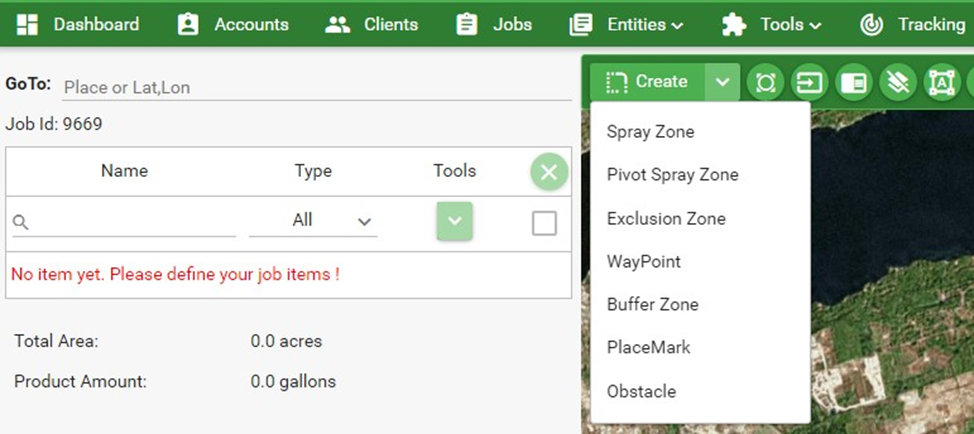 Dashboard Accounts Clients Jobs Entities Tools Tracking
GoTo: Place or Lat,Lon
Job Id: 9669
Name Type Tools
All
No item yet. Please define your job items !
Total Area: 0.0 acres
Product Amount: 0.0 gallons
Create
A
Spray Zone
Pivot Spray Zone
Exclusion Zone
WayPoint
Buffer Zone
PlaceMark
Obstacle